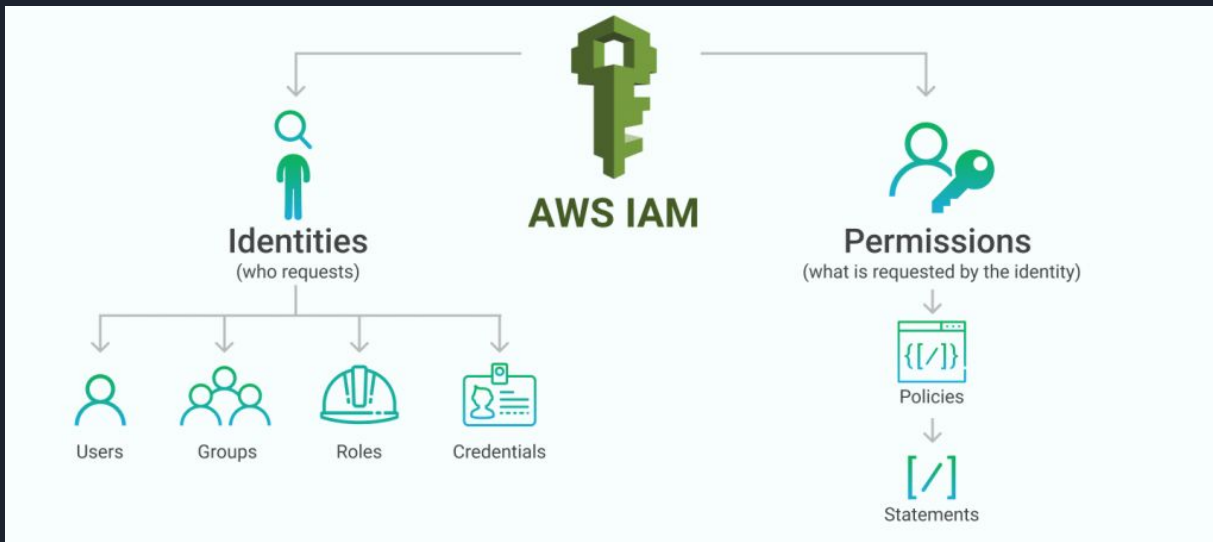 AWS IAM
Identities
(who requests)
Users
Groups
Roles
Credentials
Permissions
(what is requested by the identity)
{[/]}
Policies
[/]
Statements